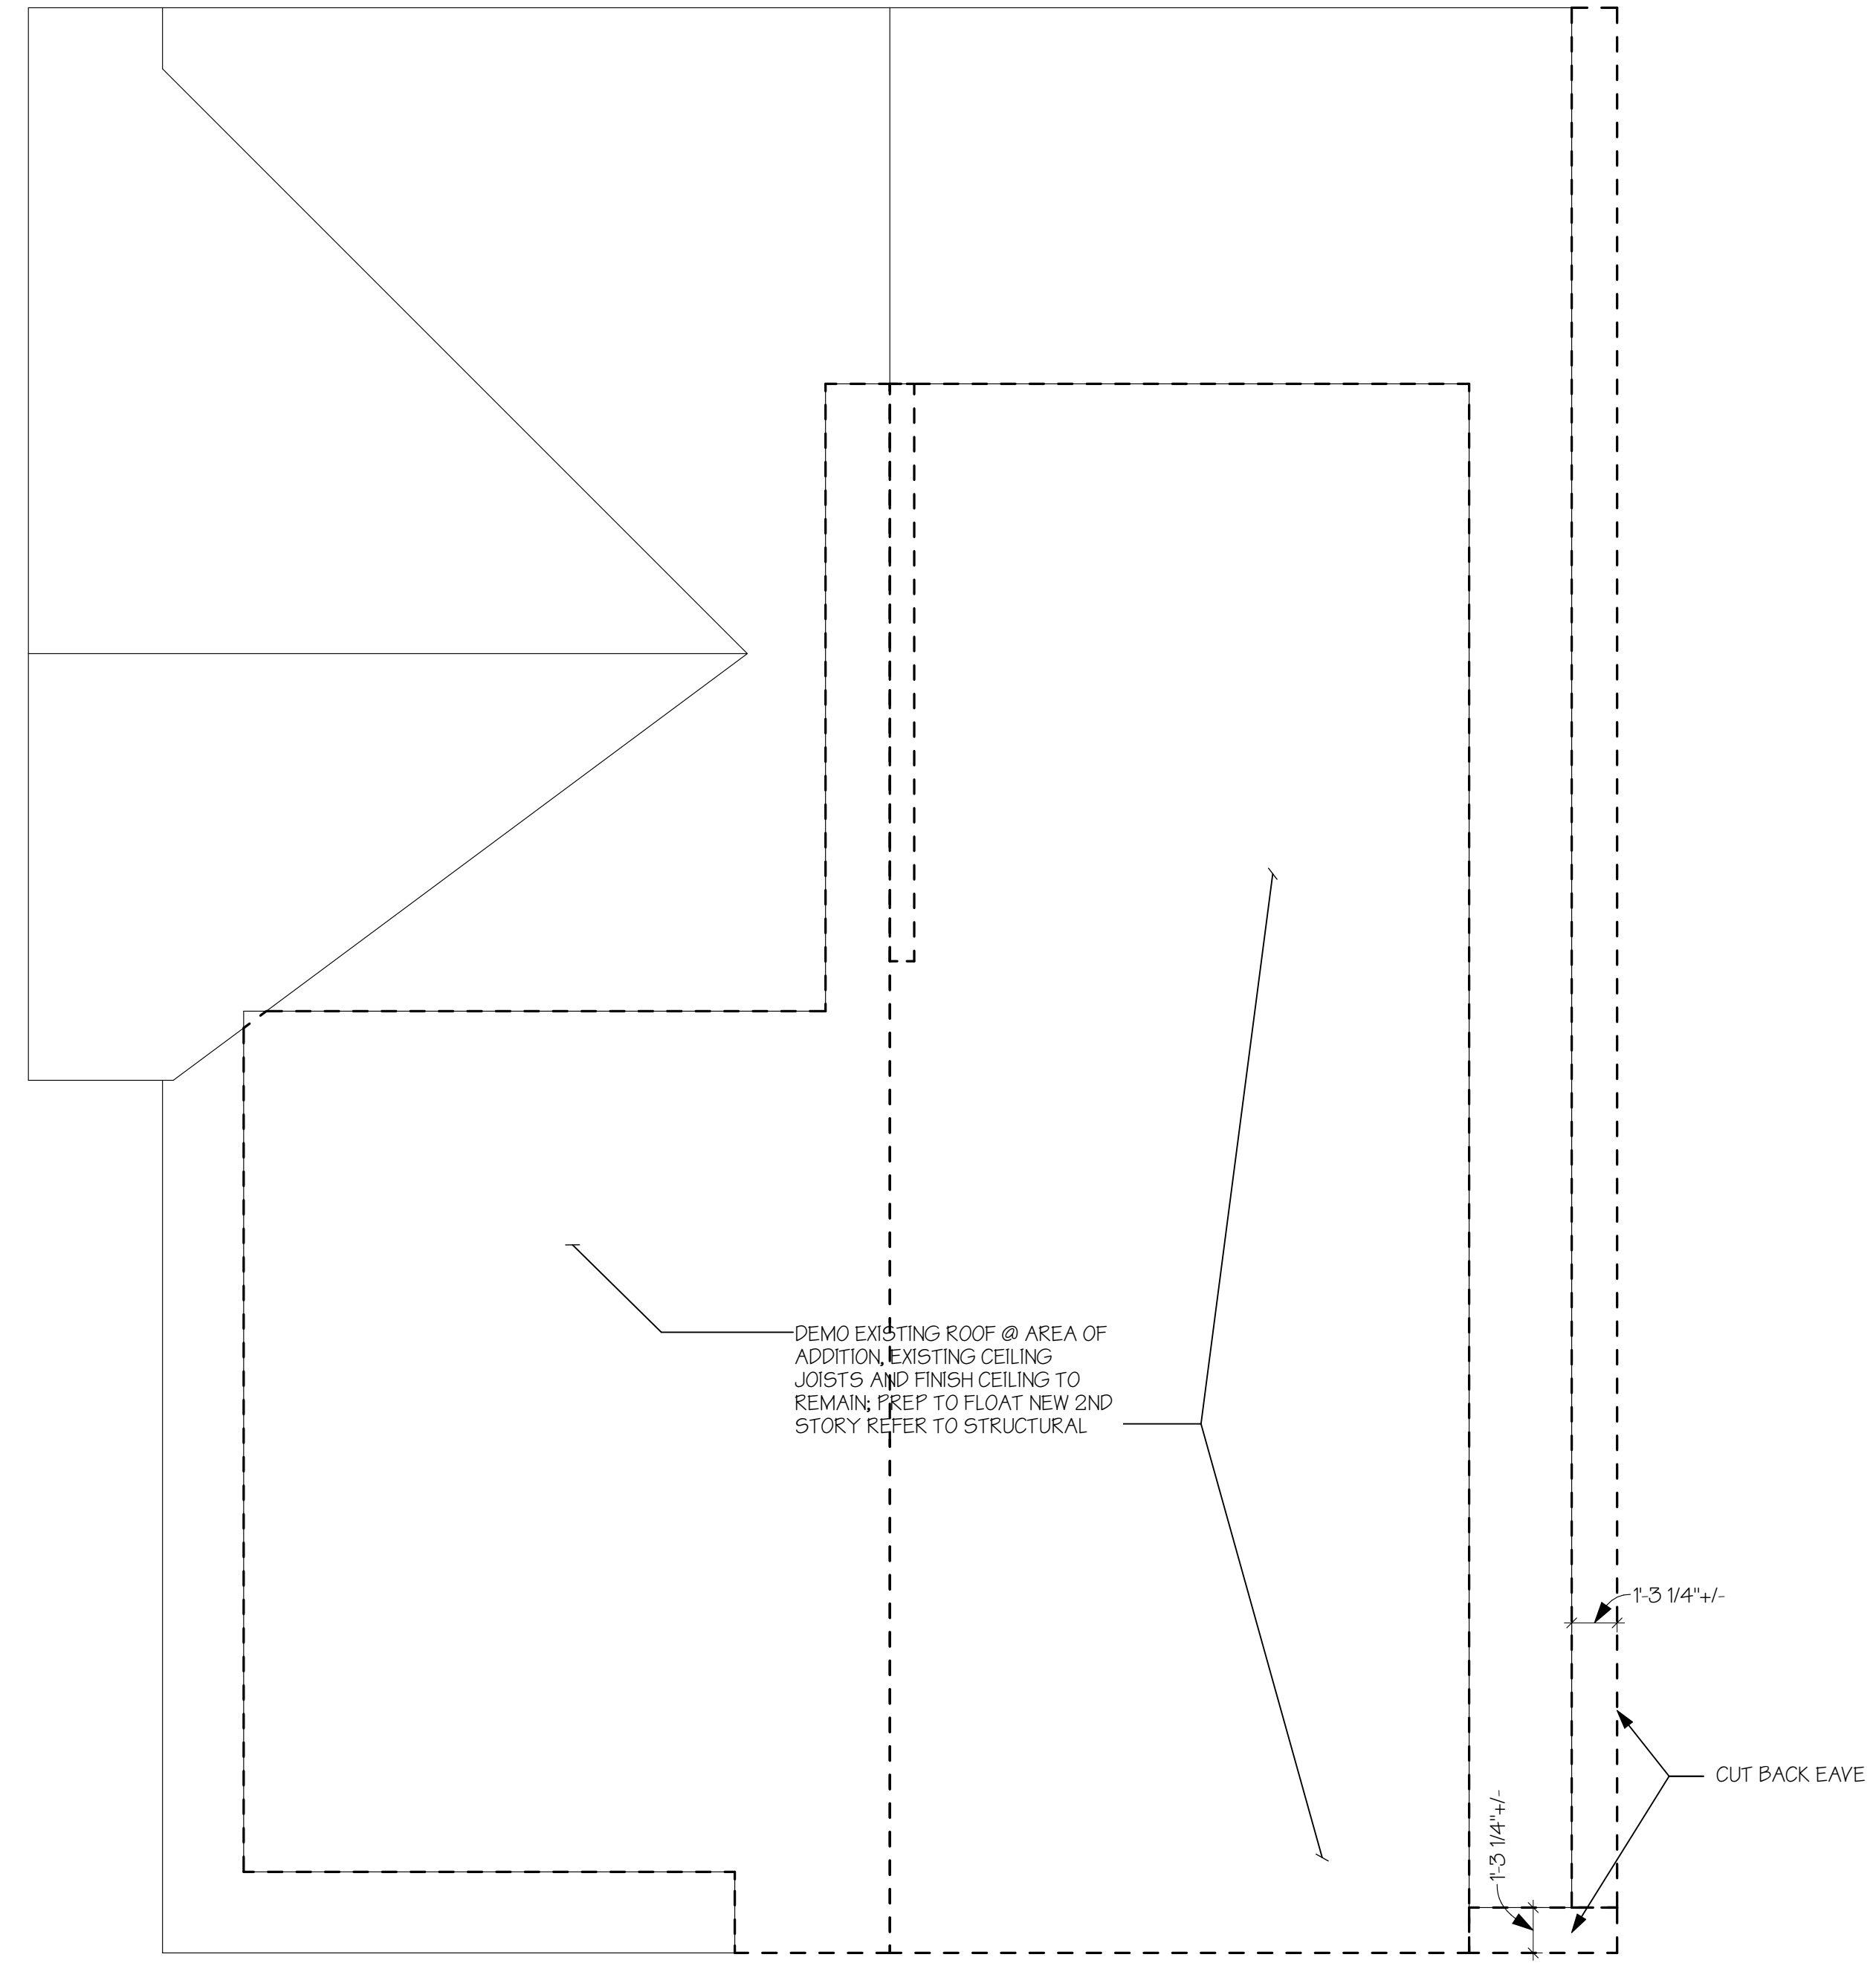 DEMO EXISTING ROOF @ AREA OF
ADDITION, EXISTING CEILING
JOISTS AND FINISH CEILING TO
REMAIN; PREP TO FLOAT NEW 2ND
STORY REFER TO STRUCTURAL
1'-3 1/4"+/-
CUT BACK EAVE
1'-3 1/4"+/-